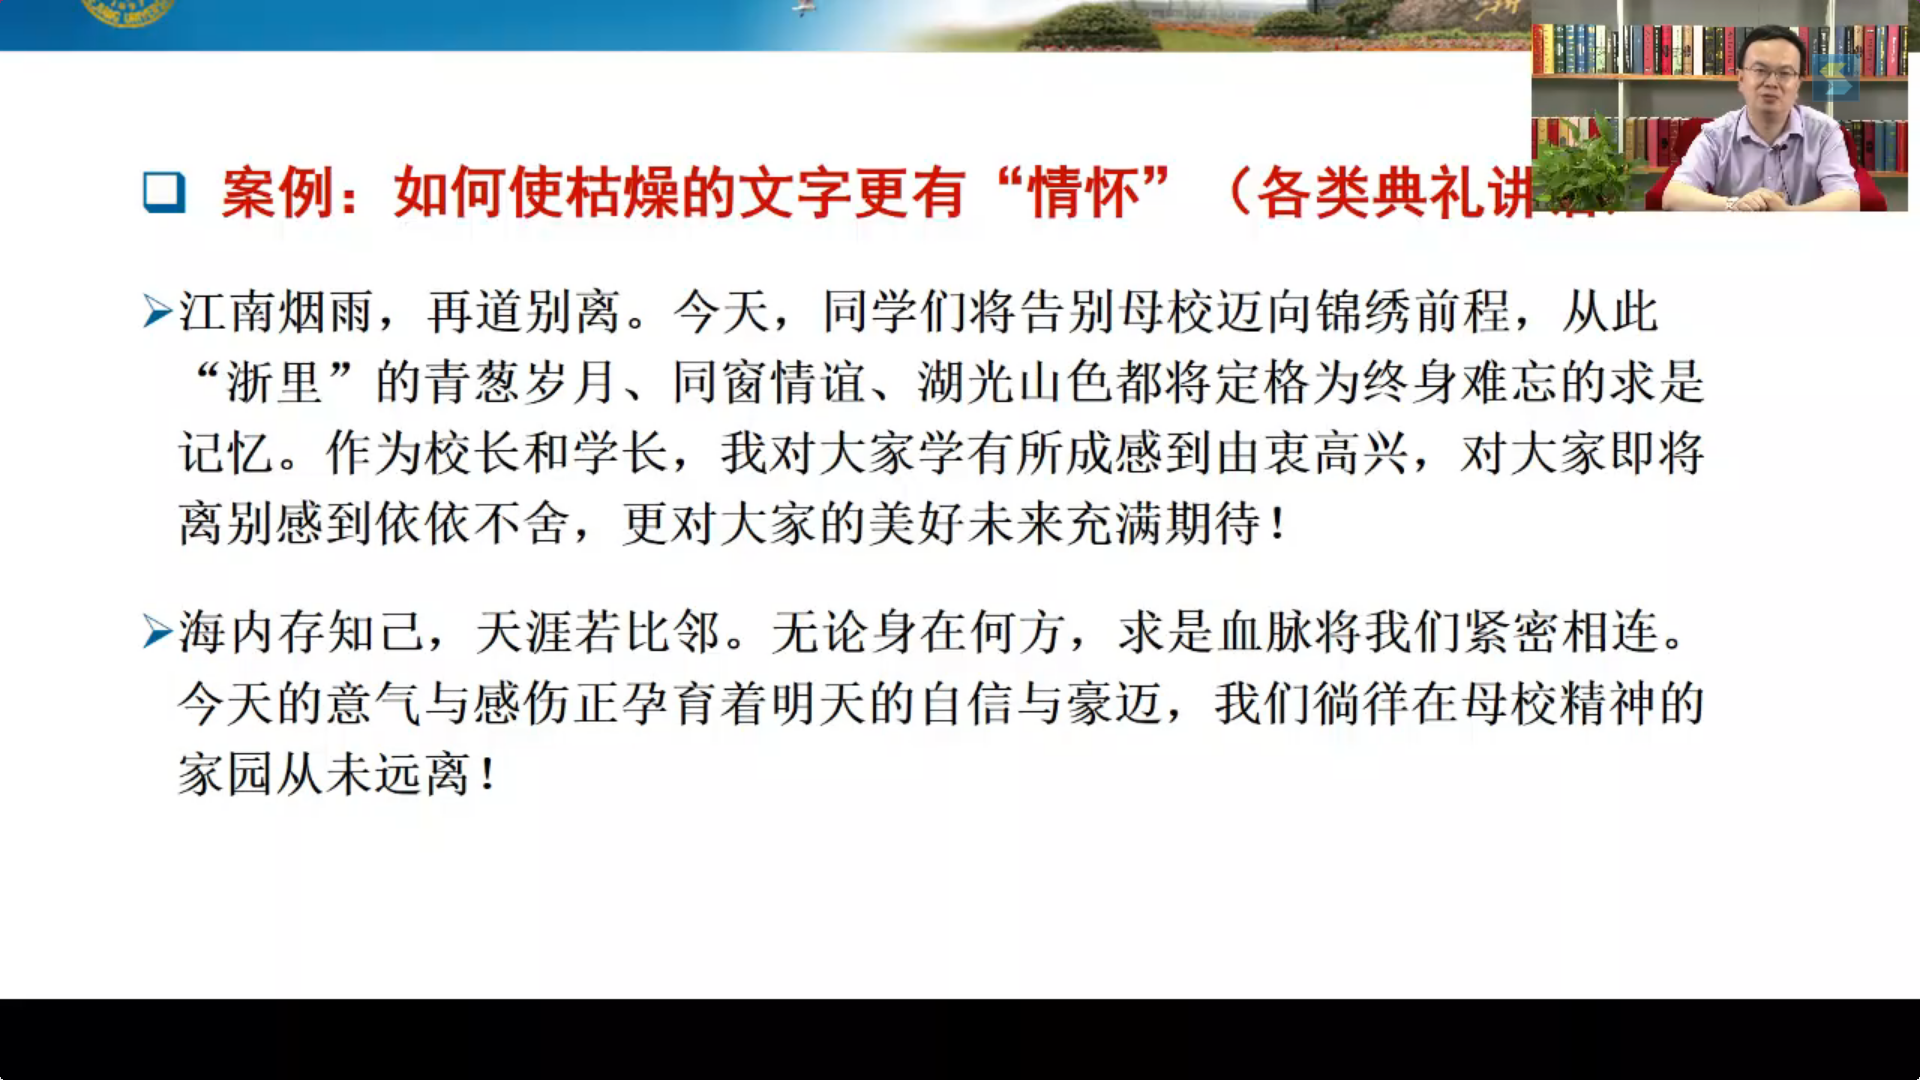 案例：如何使枯燥的文字更有“情怀”（各类典礼讲
江南烟雨，再道别离。今天，同学们将告别母校迈向锦绣前程，从此
“浙里”的青葱岁月、同窗情谊、湖光山色都将定格为终身难忘的求是
记忆。作为校长和学长，我对大家学有所成感到由衷高兴，对大家即将
离别感到依依不舍，更对大家的美好未来充满期待！
海内存知己，天涯若比邻。无论身在何方，求是血脉将我们紧密相连。
今天的意气与感伤正孕育着明天的自信与豪迈，我们徜徉在母校精神的
家园从未远离！